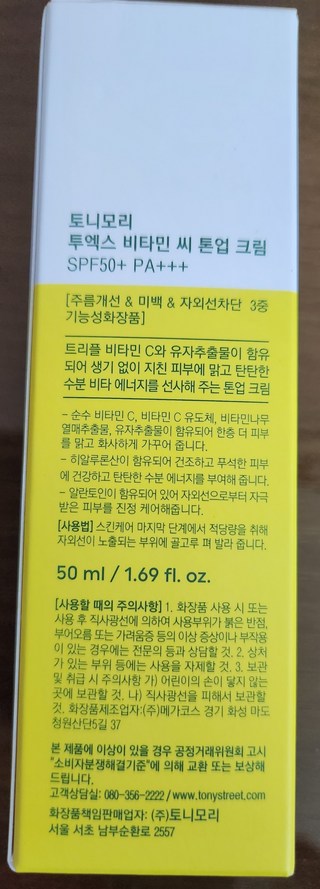 토니모리
투엑스 비타민 씨 톤업 크림
SPF50+ PA+++
[주름개선 & 미백 & 자외선차단 3중
기능성화장품]
트리플 비타민 C와 유자추출물이 함유
되어 생기 없이 지친 피부에 맑고 탄탄한
수분 비타 에너지를 선사해 주는 톤업 크림
– 순수 비타민 C, 비타민 C 유도체, 비타민나무
열매추출물, 유자추출물이 함유되어 한층 더 피부
를 맑고 화사하게 가꾸어 줍니다.
– 히알루론산이 함유되어 건조하고 푸석한 피부
에 건강하고 탄탄한 수분 에너지를 부여해 줍니다.
– 알란토인이 함유되어 있어 자외선으로부터 자극
받은 피부를 진정 케어해줍니다.
[사용법] 스킨케어 마지막 단계에서 적당량을 취해
자외선이 노출되는 부위에 골고루 펴 발라 줍니다.
50 ml / 1.69 fl. oz.
[사용할 때의 주의사항] 1. 화장품 사용 시 또는
사용 후 직사광선에 의하여 사용부위가 붉은 반점,
부어오름 또는 가려움증 등의 이상 증상이나 부작용
이 있는 경우에는 전문의 등과 상담할 것. 2. 상처
가 있는 부위 등에는 사용을 자제할 것. 3. 보관
및 취급 시 주의사항 가) 어린이의 손이 닿지 않는
곳에 보관할 것. 나) 직사광선을 피해서 보관할
것. 화장품제조업자:(주)메가코스 경기 화성 마도
청원산단5길 37
본 제품에 이상이 있을 경우 공정거래위원회 고시
"소비자분쟁해결기준"에 의해 교환 또는 보상해
드립니다.
고객상담실: 080-356-2222 / www.tonystreet.com
화장품책임판매업자: (주)토니모리
서울 서초 남부순환로 2557